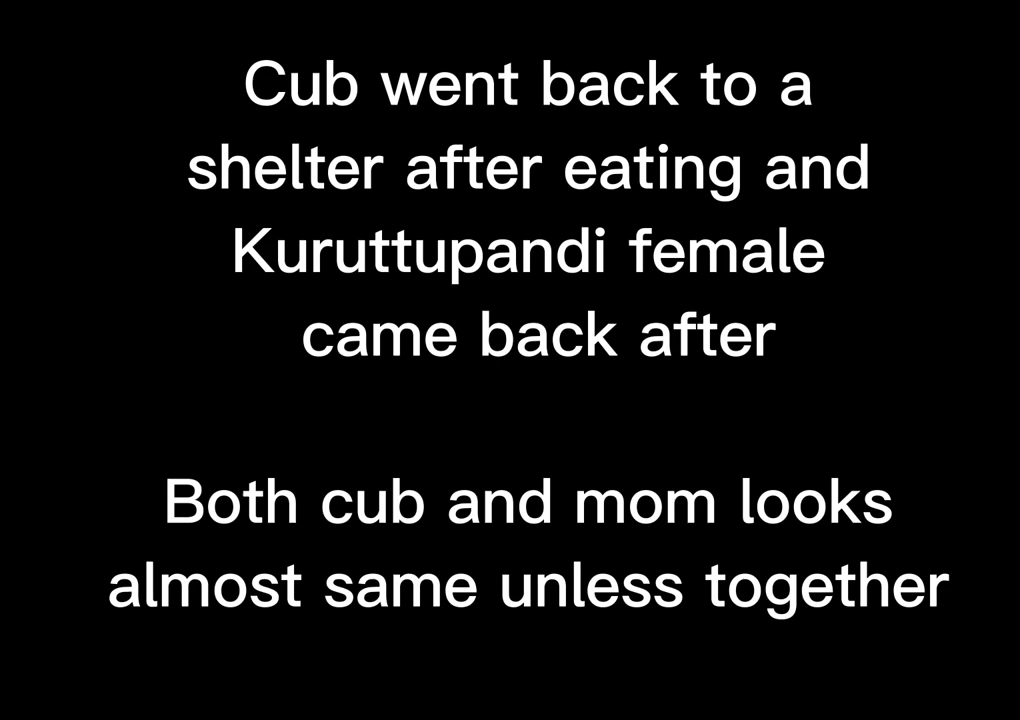 Cub went back to a
shelter after eating and
Kuruttupandi female
came back after
Both cub and mom looks
almost same unless together